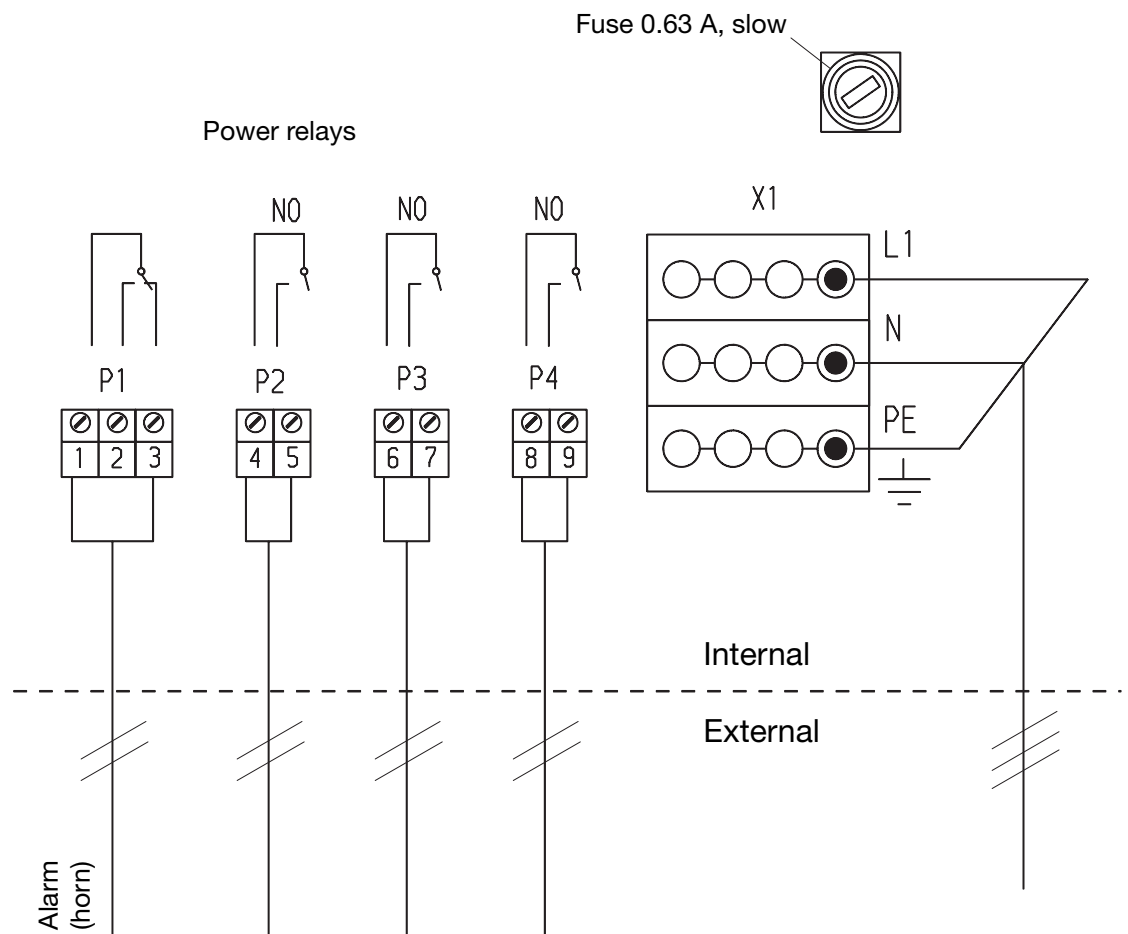 Fuse 0.63 A, slow
Power relays
NO NO NO X1
L1
N
P1 P2 P3 P4
PE
1 2 3 4 5 6 7 8 9
Internal
External
Alarm
(horn)